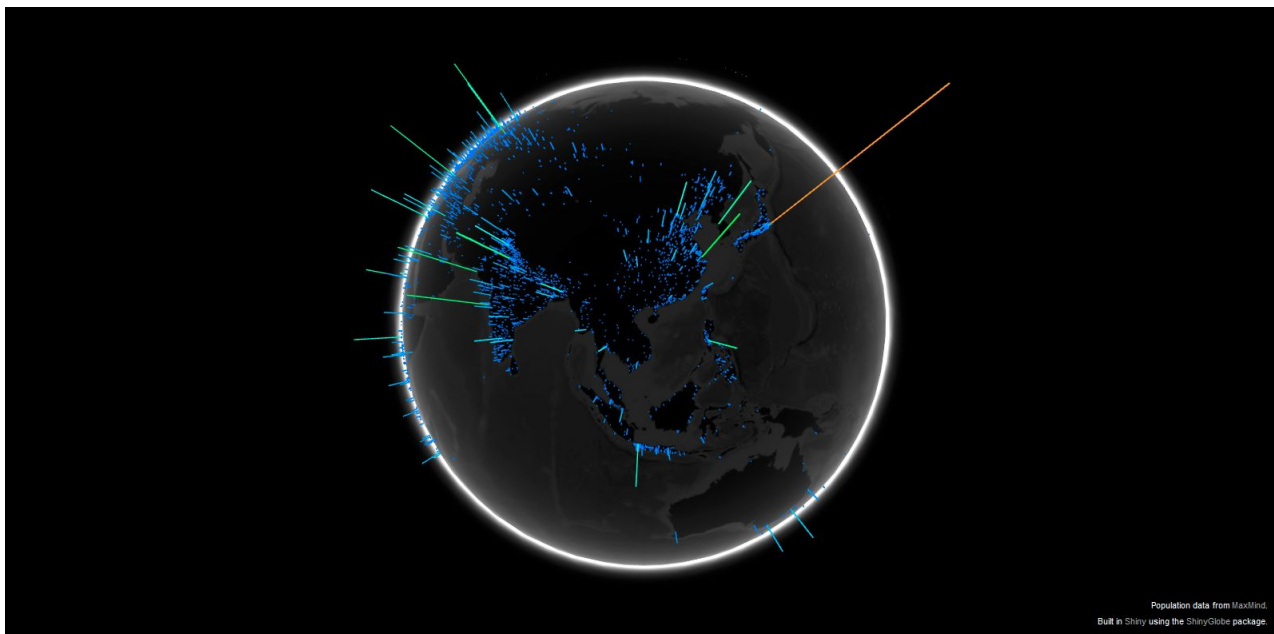 Population data from MaxMind.
Built in Shiny using the ShinyGlobe package.